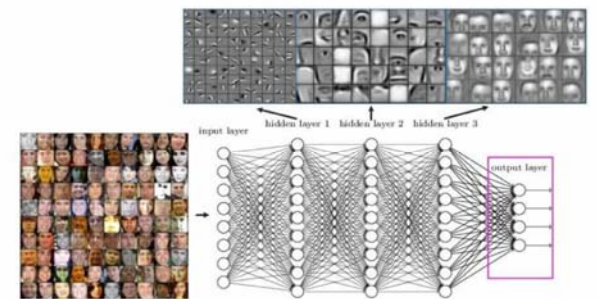 hidden layer 1 hidden layer 2 hidden layer 3
input layer
output layer